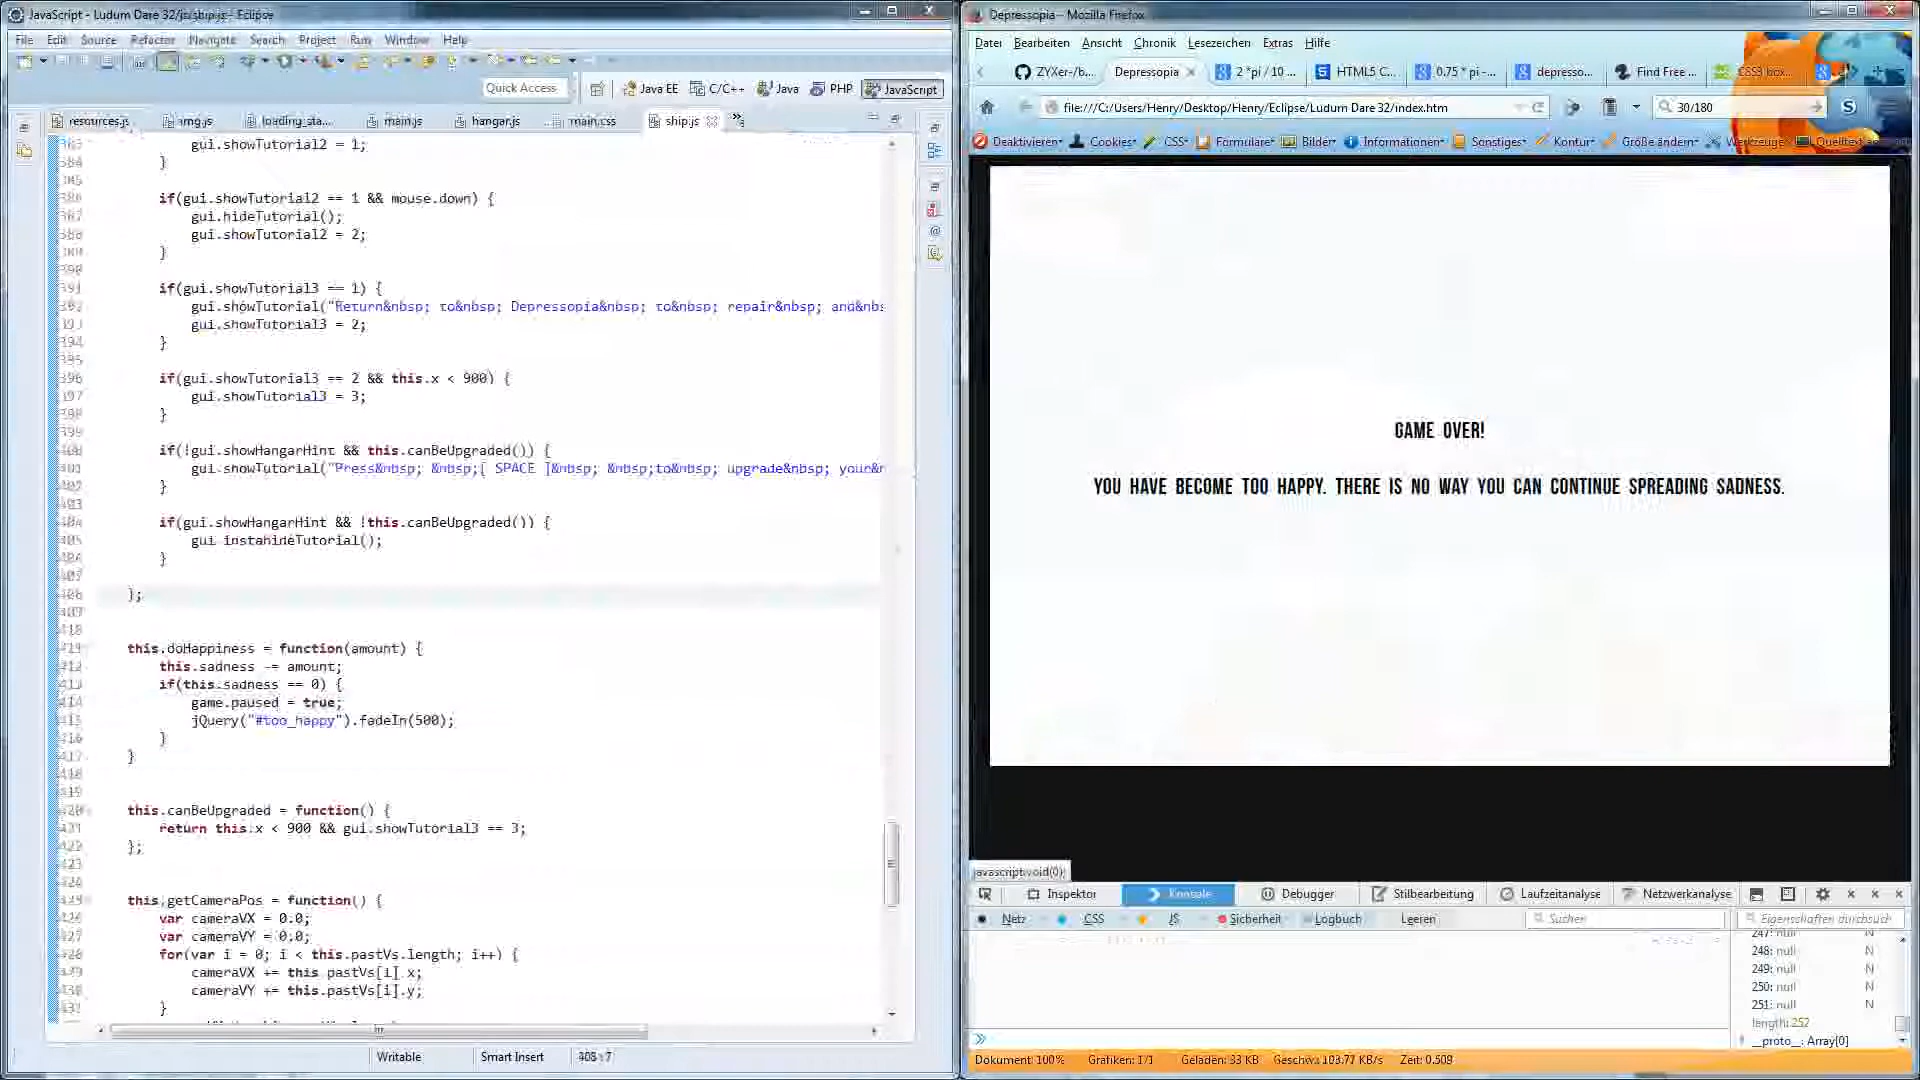 JavaScript - Ludum Dare 32/js/ship.js - Eclipse
File Edit Source Refactor Navigate Search Project Run Window Help
Quick Access Java EE C/C++ Java PHP JavaScript
resources.js img.js loading_sta... main.js hangar.js main.css ship.js
gui.showTutorial2 = 1;
}
if(gui.showTutorial2 == 1 && mouse.down) {
gui.hideTutorial();
gui.showTutorial2 = 2;
}
if(gui.showTutorial3 == 1) {
gui.showTutorial("Return&nbsp; to&nbsp; Depressopia&nbsp; to&nbsp; repair&nbsp; and&nb
gui.showTutorial3 = 2;
}
if(gui.showTutorial3 == 2 && this.x < 900) {
gui.showTutorial3 = 3;
}
if(!gui.showHangarHint && this.canBeUpgraded()) {
gui.showTutorial("Press&nbsp; &nbsp;[ SPACE ]&nbsp; &nbsp;to&nbsp; upgrade&nbsp; your&n
}
if(gui.showHangarHint && !this.canBeUpgraded()) {
gui.instahideTutorial();
}
};
this.doHappiness = function(amount) {
this.sadness -= amount;
if(this.sadness == 0) {
game.paused = true;
jQuery("#too_happy").fadeIn(500);
}
}
this.canBeUpgraded = function() {
return this.x < 900 && gui.showTutorial3 == 3;
};
this.getCameraPos = function() {
var cameraVX = 0.0;
var cameraVY = 0.0;
for(var i = 0; i < this.pastVs.length; i++) {
cameraVX += this.pastVs[i].x;
cameraVY += this.pastVs[i].y;
}
Writable Smart Insert
Depressopia - Mozilla Firefox
Datei Bearbeiten Ansicht Chronik Lesezeichen Extras Hilfe
ZYXer-/b... Depressopia 2 *pi / 10 ... HTML5 C... 0.75 * pi -... depresso... Find Free ... CSS3 box...
file:///C:/Users/Henry/Desktop/Henry/Eclipse/Ludum Dare 32/index.htm 30/180
Deaktivieren Cookies CSS Formulare Bilder Informationen Sonstiges Kontur Größe ändern Werkzeuge
GAME OVER!
YOU HAVE BECOME TOO HAPPY. THERE IS NO WAY YOU CAN CONTINUE SPREADING SADNESS.
javascript:void(0);
Inspektor Konsole Debugger Stilbearbeitung Laufzeitanalyse Netzwerkanalyse
Netz CSS JS Sicherheit Logbuch Leeren Suchen Eigenschaften durchsuch
247: null N
248: null N
249: null N
250: null N
251: null N
length: 252
__proto__: Array[0]
Dokument: 100% Grafiken: 1/1 Geladen: 33 KB Geschw.: 103.77 KB/s Zeit: 0.509